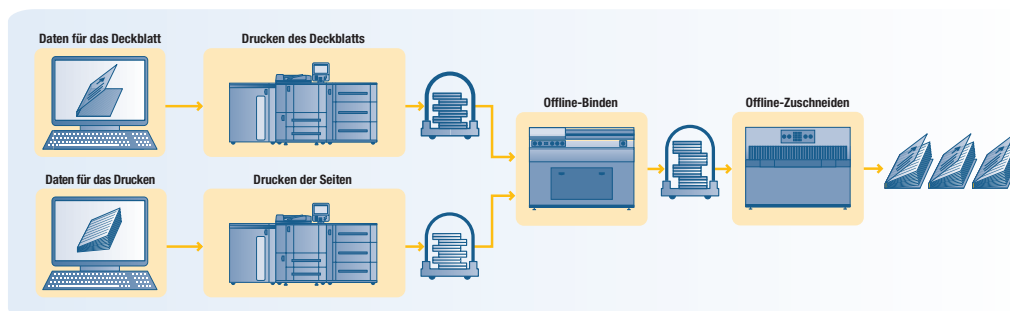 Daten für das Deckblatt
Drucken des Deckblatts
Offline-Binden
Offline-Zuschneiden
Daten für das Drucken
Drucken der Seiten